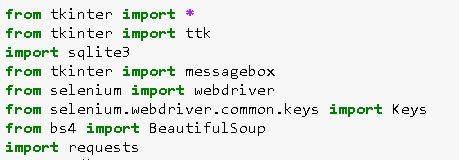 from tkinter import *
from tkinter import ttk
import sqlite3
from tkinter import messagebox
from selenium import webdriver
from selenium.webdriver.common.keys import Keys
from bs4 import BeautifulSoup
import requests